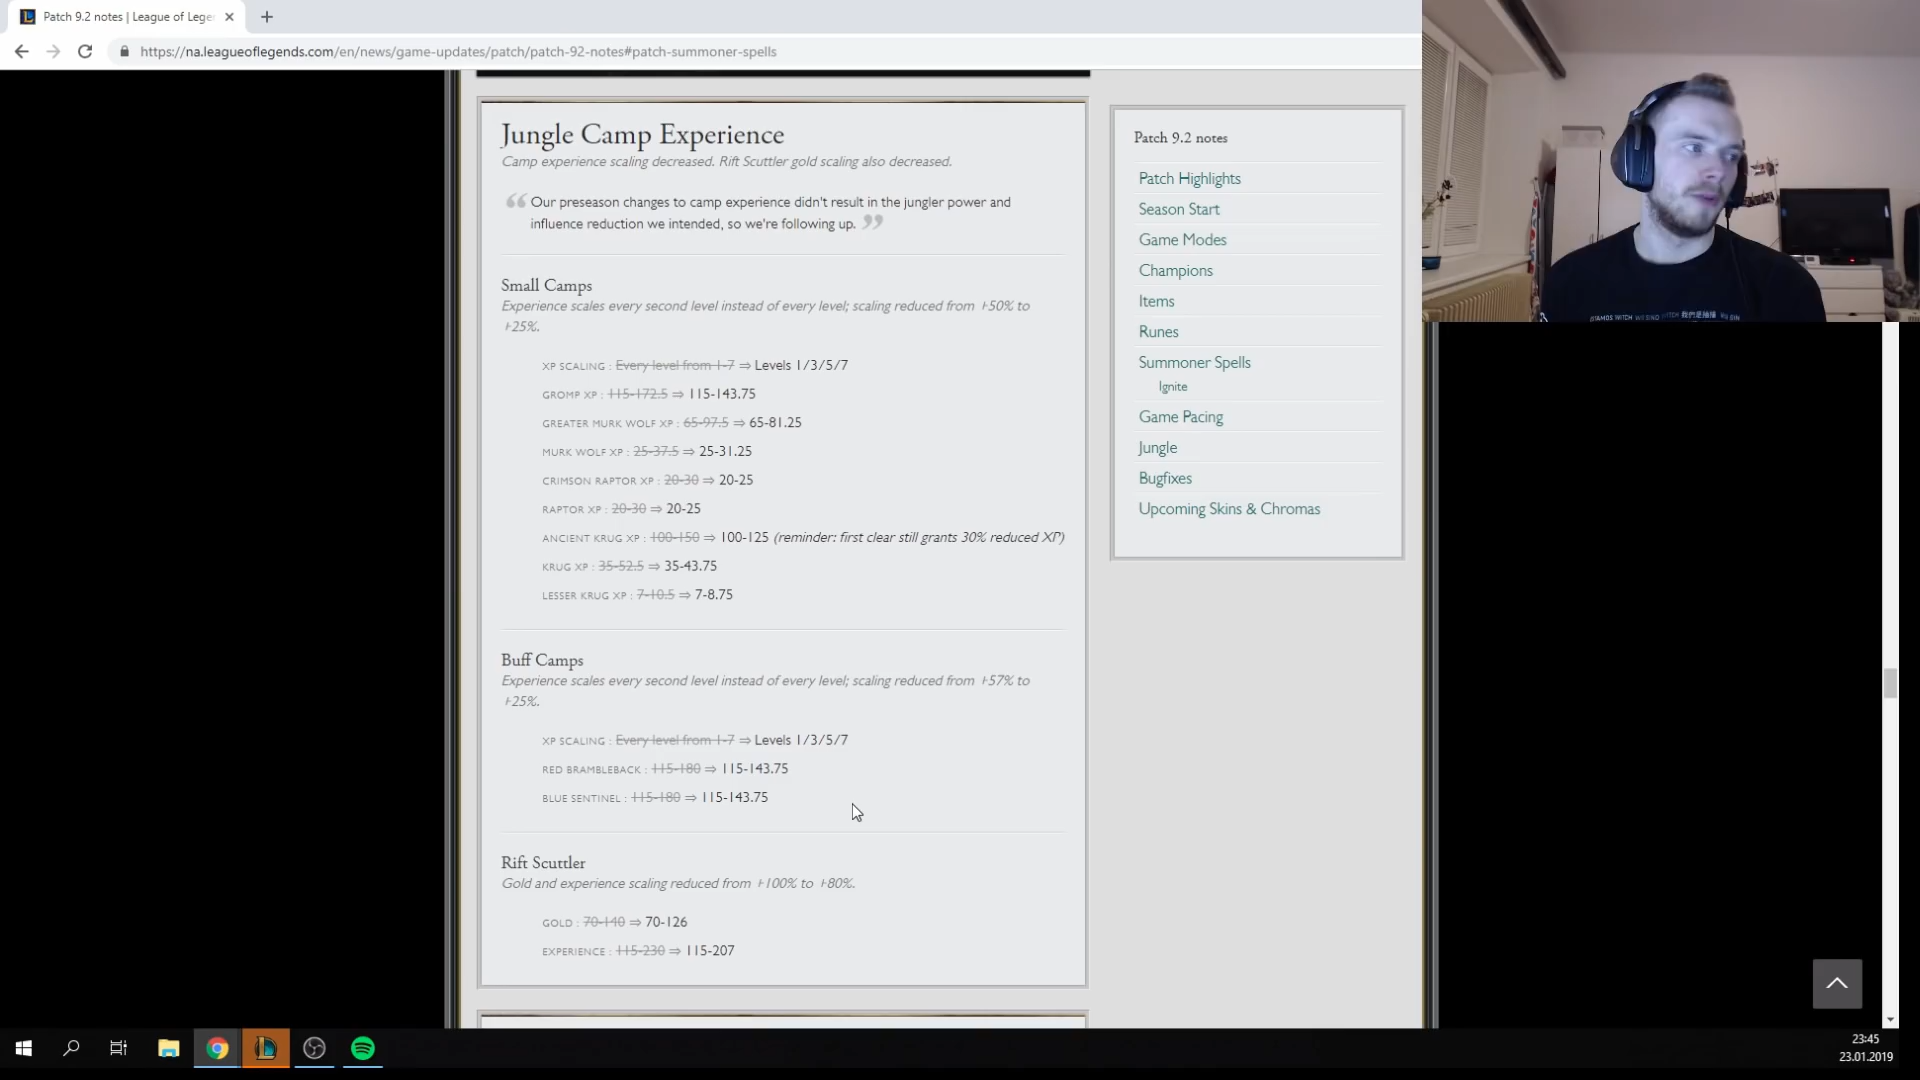 Patch 9.2 notes | League of Lege
https://na.leagueoflegends.com/en/news/game-updates/patch/patch-92-notes#patch-summoner-spells
Jungle Camp Experience
Camp experience scaling decreased. Rift Scuttler gold scaling also decreased.
“ Our preseason changes to camp experience didn't result in the jungler power and
influence reduction we intended, so we're following up. ”
Small Camps
Experience scales every second level instead of every level; scaling reduced from +50% to
+25%.
XP SCALING : Every level from 1-7 ⇒ Levels 1/3/5/7
GROMP XP : 115-172.5 ⇒ 115-143.75
GREATER MURK WOLF XP : 65-97.5 ⇒ 65-81.25
MURK WOLF XP : 25-37.5 ⇒ 25-31.25
CRIMSON RAPTOR XP : 20-30 ⇒ 20-25
RAPTOR XP : 20-30 ⇒ 20-25
ANCIENT KRUG XP : 100-150 ⇒ 100-125 (reminder: first clear still grants 30% reduced XP)
KRUG XP : 35-52.5 ⇒ 35-43.75
LESSER KRUG XP : 7-10.5 ⇒ 7-8.75
Buff Camps
Experience scales every second level instead of every level; scaling reduced from +57% to
+25%.
XP SCALING : Every level from 1-7 ⇒ Levels 1/3/5/7
RED BRAMBLEBACK : 115-180 ⇒ 115-143.75
BLUE SENTINEL : 115-180 ⇒ 115-143.75
Rift Scuttler
Gold and experience scaling reduced from +100% to +80%.
GOLD : 70-140 ⇒ 70-126
EXPERIENCE : 115-230 ⇒ 115-207
Patch 9.2 notes
Patch Highlights
Season Start
Game Modes
Champions
Items
Runes
Summoner Spells
Ignite
Game Pacing
Jungle
Bugfixes
Upcoming Skins & Chromas
23:45
23.01.2019